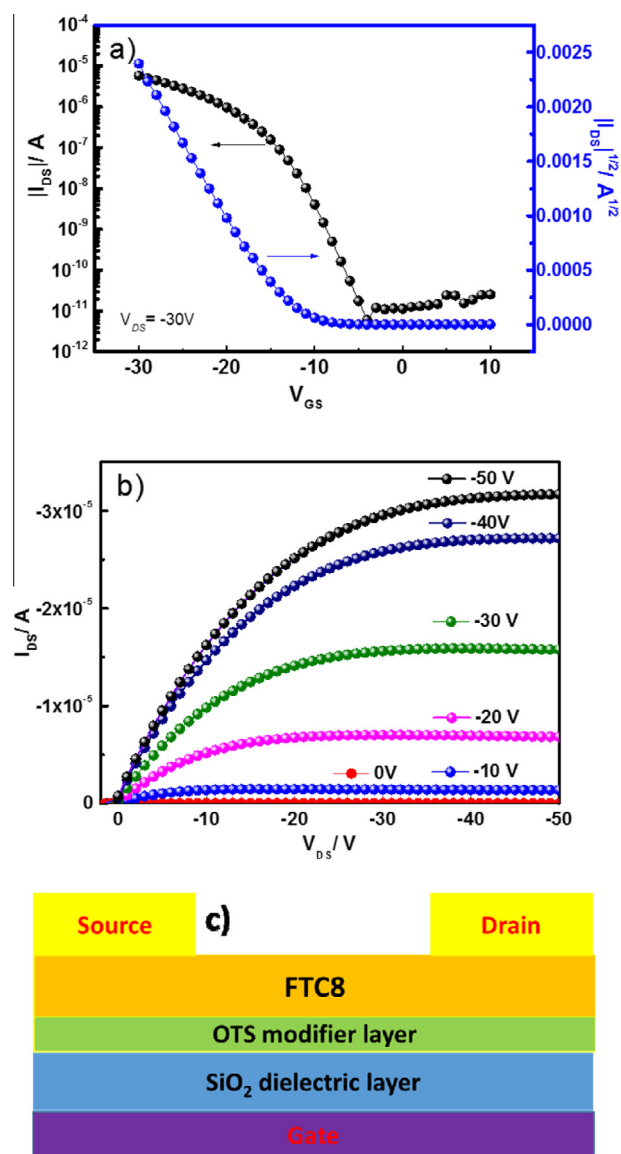 a)
10⁻⁴
10⁻⁵
10⁻⁶
10⁻⁷
10⁻⁸
10⁻⁹
10⁻¹⁰
10⁻¹¹
10⁻¹²
|I_DS|/ A
V_DS= -30V
-30 -20 -10 0 10
V_GS
0.0025
0.0020
0.0015
0.0010
0.0005
0.0000
|I_DS|^1/2/ A^1/2
b)
-3x10⁻⁵
-2x10⁻⁵
-1x10⁻⁵
0
I_DS/ A
-50 V
-40V
-30 V
-20 V
0V
-10 V
0 -10 -20 -30 -40 -50
V_DS/ V
c)
Source
Drain
FTC8
OTS modifier layer
SiO₂ dielectric layer
Gate